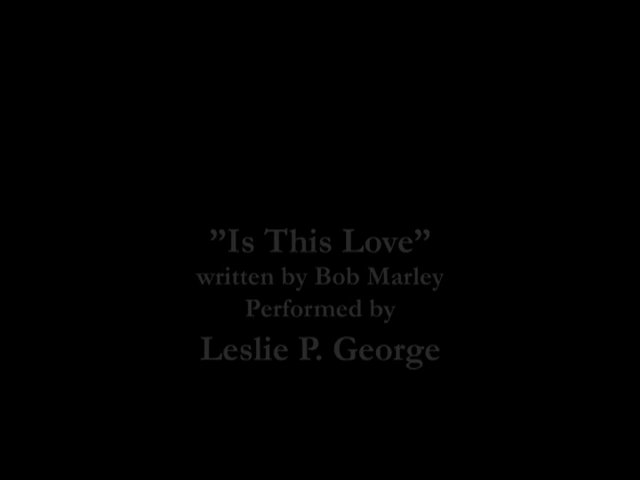 ”Is This Love”
written by Bob Marley
Performed by
Leslie P. George